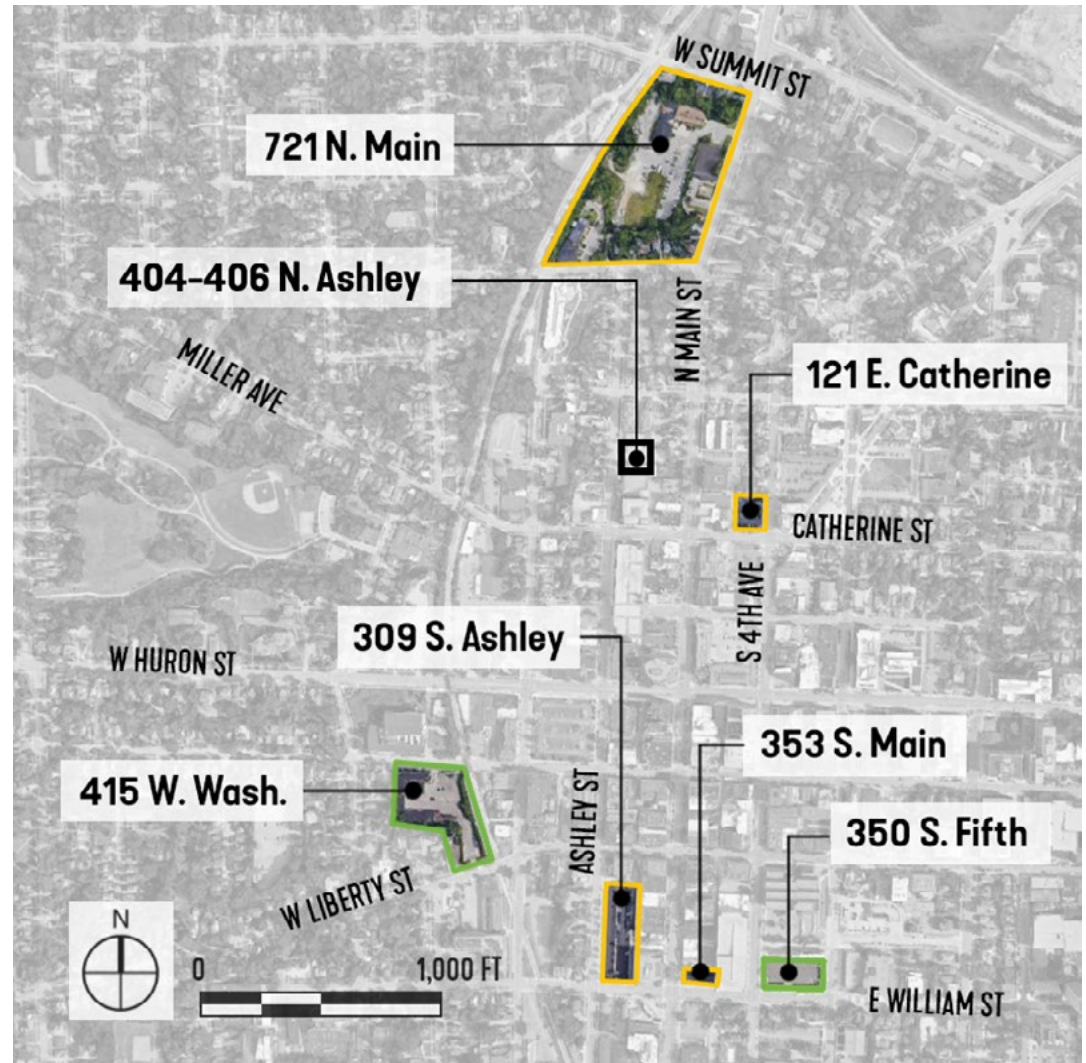 W SUMMIT ST
721 N. Main
404-406 N. Ashley
N MAIN ST
MILLER AVE
121 E. Catherine
CATHERINE ST
S 4TH AVE
309 S. Ashley
W HURON ST
353 S. Main
415 W. Wash.
ASHLEY ST
350 S. Fifth
W LIBERTY ST
N
0 1,000 FT
E WILLIAM ST